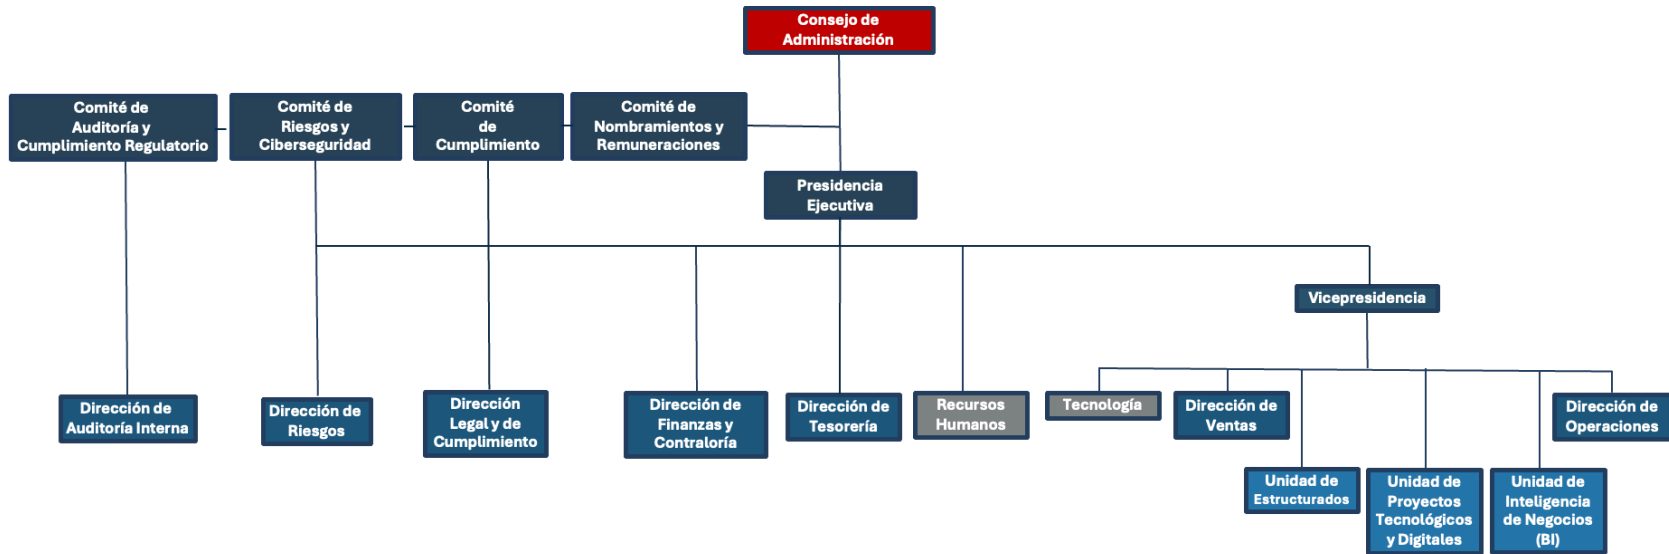 Consejo de
Administración
Comité de
Auditoría y
Cumplimiento Regulatorio
Comité de
Riesgos y
Ciberseguridad
Comité
de
Cumplimiento
Comité de
Nombramientos y
Remuneraciones
Presidencia
Ejecutiva
Vicepresidencia
Dirección de
Auditoría Interna
Dirección de
Riesgos
Dirección
Legal y de
Cumplimiento
Dirección de
Finanzas y
Contraloría
Dirección de
Tesorería
Recursos
Humanos
Tecnología
Dirección de
Ventas
Dirección de
Operaciones
Unidad de
Estructurados
Unidad de
Proyectos
Tecnológicos
y Digitales
Unidad de
Inteligencia
de Negocios
(BI)